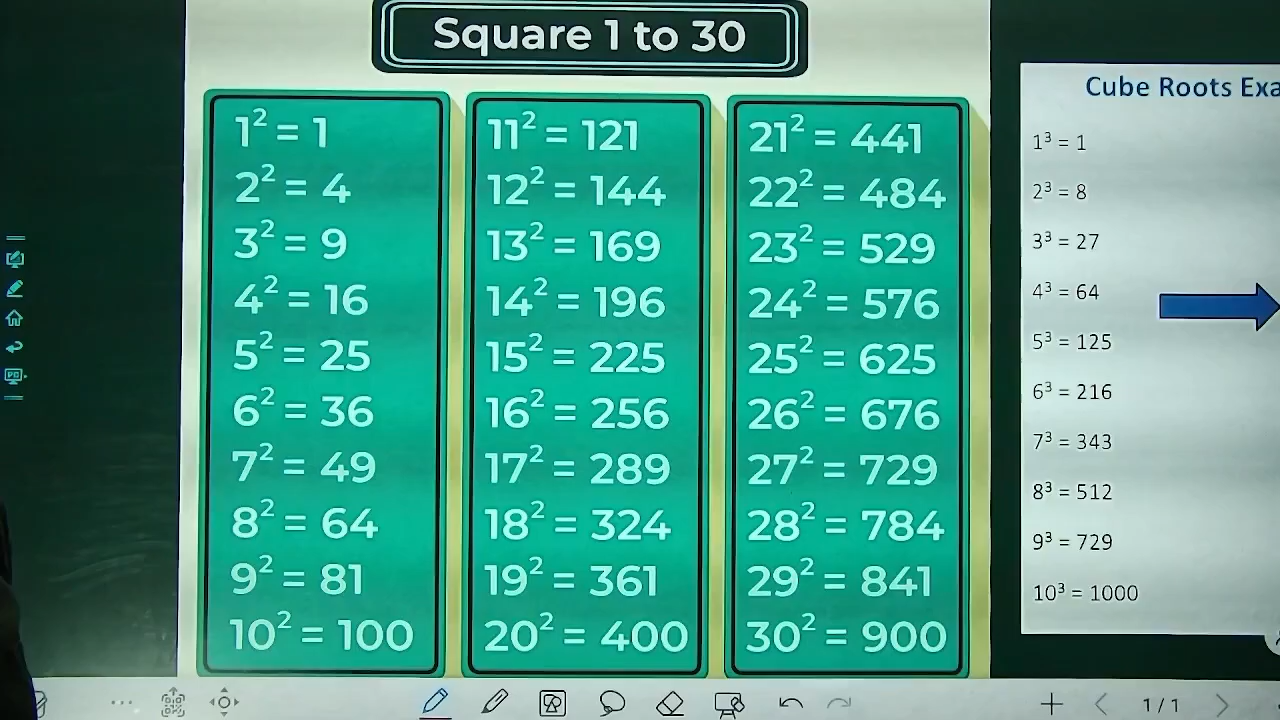 Square 1 to 30
1² = 1
2² = 4
3² = 9
4² = 16
5² = 25
6² = 36
7² = 49
8² = 64
9² = 81
10² = 100
11² = 121
12² = 144
13² = 169
14² = 196
15² = 225
16² = 256
17² = 289
18² = 324
19² = 361
20² = 400
21² = 441
22² = 484
23² = 529
24² = 576
25² = 625
26² = 676
27² = 729
28² = 784
29² = 841
30² = 900
Cube Roots Exa
1³ = 1
2³ = 8
3³ = 27
4³ = 64
5³ = 125
6³ = 216
7³ = 343
8³ = 512
9³ = 729
10³ = 1000
1/1